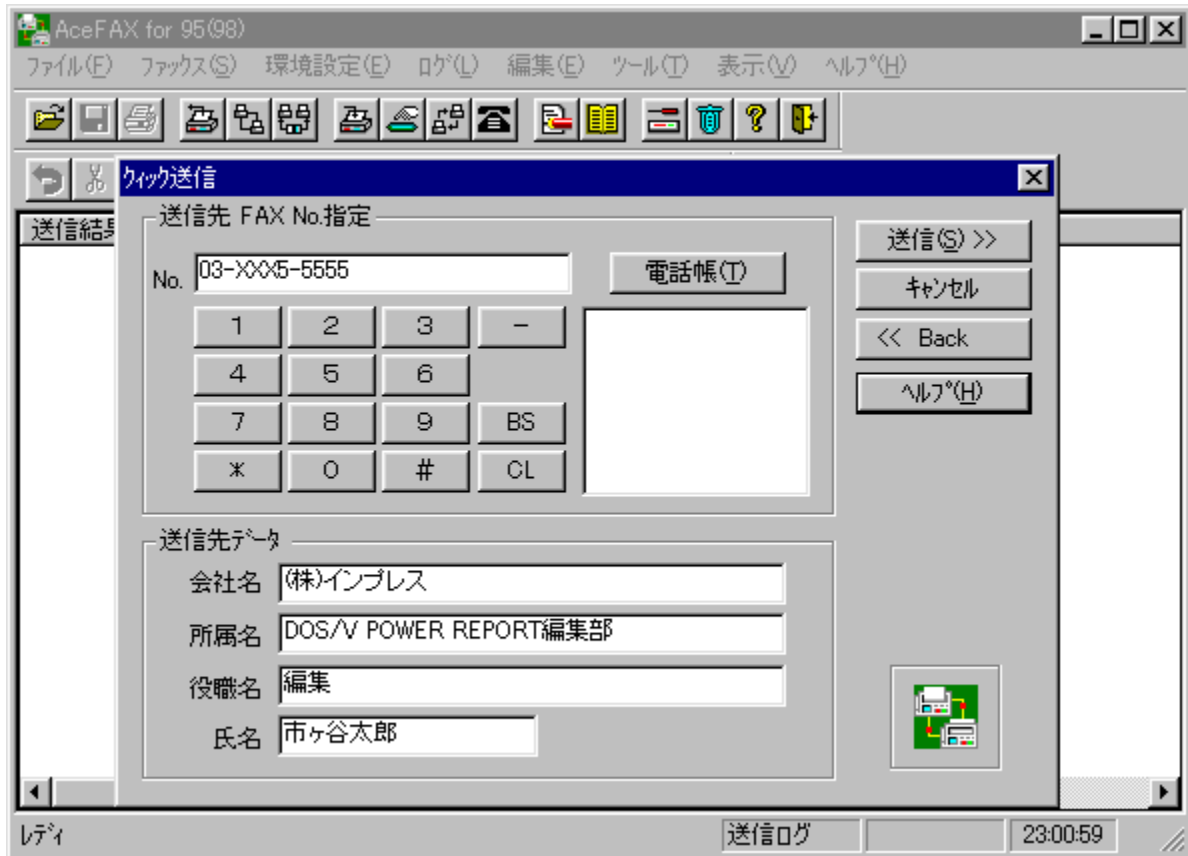 AceFAX for 95(98)
ﾌｧｲﾙ(F) ﾌｧｯｸｽ(S) 環境設定(E) ﾛｸﾞ(L) 編集(E) ﾂｰﾙ(T) 表示(V) ﾍﾙﾌﾟ(H)
ｸｨｯｸ送信
送信結果
送信先 FAX No.指定
送信(S) >>
No. 03-XXX5-5555 電話帳(T)
ｷｬﾝｾﾙ
1 2 3 -
<< Back
4 5 6
ﾍﾙﾌﾟ(H)
7 8 9 BS
* 0 # CL
送信先ﾃﾞｰﾀ
会社名 (株)インプレス
所属名 DOS/V POWER REPORT編集部
役職名 編集
氏名 市ヶ谷太郎
ﾚﾃﾞｨ 送信ログ 23:00:59